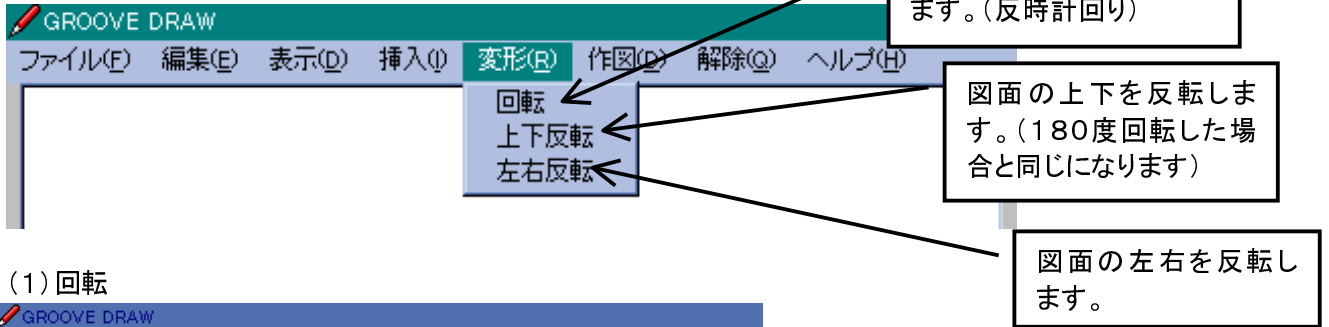 ます。(反時計回り)
GROOVE DRAW
ファイル(F) 編集(E) 表示(D) 挿入(I) 変形(R) 作図(D) 解除(Q) ヘルプ(H)
回転
上下反転
左右反転
図面の上下を反転しま
す。(180度回転した場
合と同じになります)
図面の左右を反転し
ます。
(1)回転
GROOVE DRAW